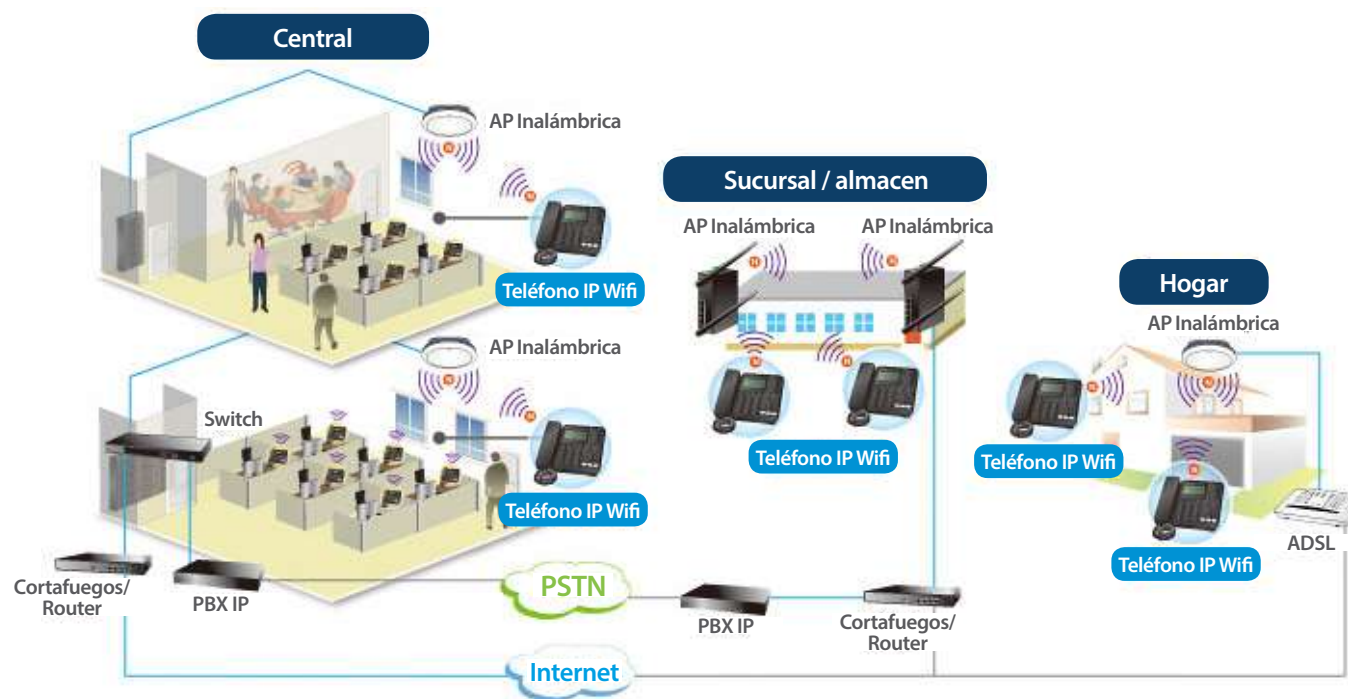 Central
AP Inalámbrica
Teléfono IP Wifi
AP Inalámbrica
Switch
Teléfono IP Wifi
Cortafuegos/
Router
PBX IP
PSTN
Internet
Sucursal / almacen
AP Inalámbrica
AP Inalámbrica
Teléfono IP Wifi
PBX IP
Cortafuegos/
Router
Hogar
AP Inalámbrica
Teléfono IP Wifi
Teléfono IP Wifi
ADSL